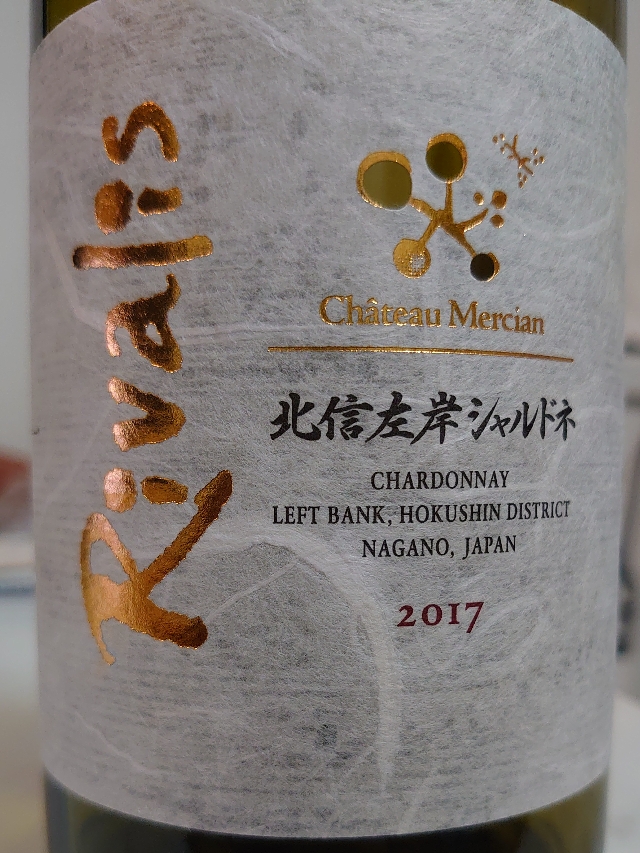 Rivalis
Château Mercian
北信左岸シャルドネ
CHARDONNAY
LEFT BANK, HOKUSHIN DISTRICT
NAGANO, JAPAN
2017